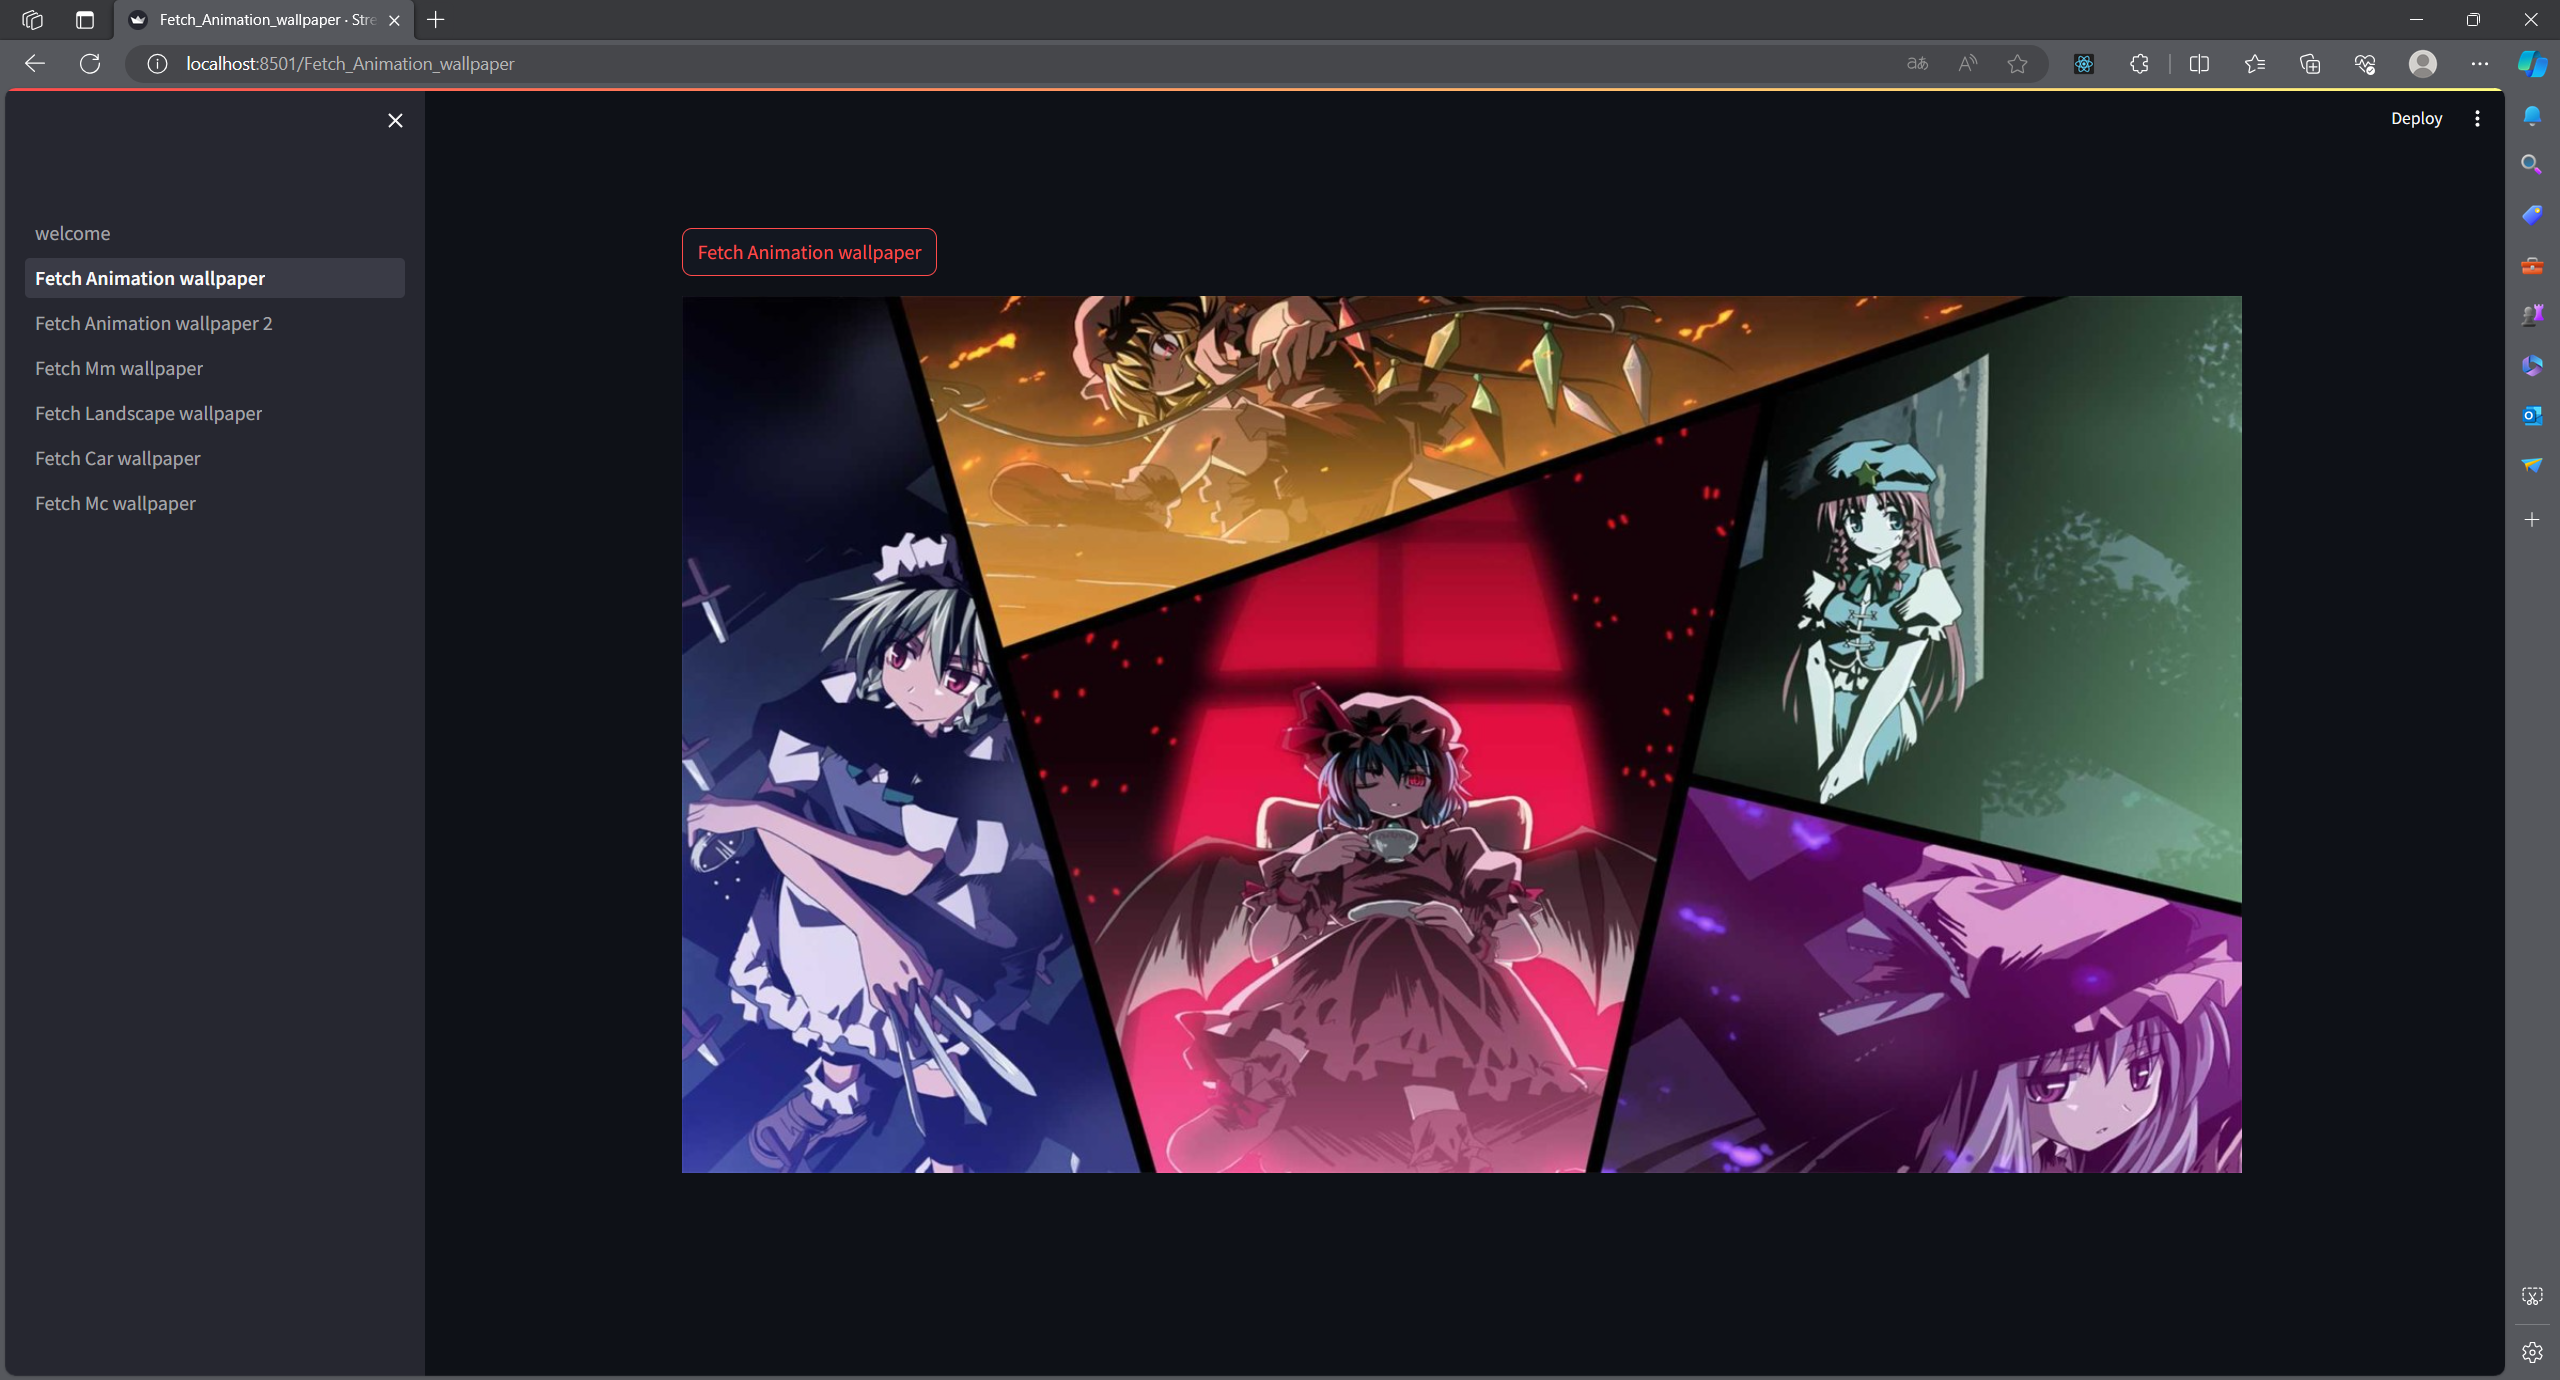 Fetch_Animation_wallpaper · Stre
localhost:8501/Fetch_Animation_wallpaper
Deploy
welcome
Fetch Animation wallpaper
Fetch Animation wallpaper 2
Fetch Mm wallpaper
Fetch Landscape wallpaper
Fetch Car wallpaper
Fetch Mc wallpaper
Fetch Animation wallpaper